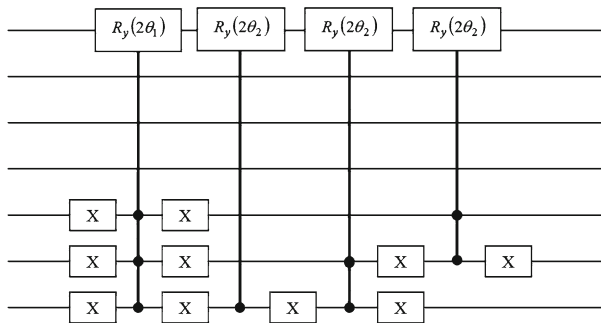 R_y(2θ_1) R_y(2θ_2) R_y(2θ_2) R_y(2θ_2)
X X
X X X X
X X X X